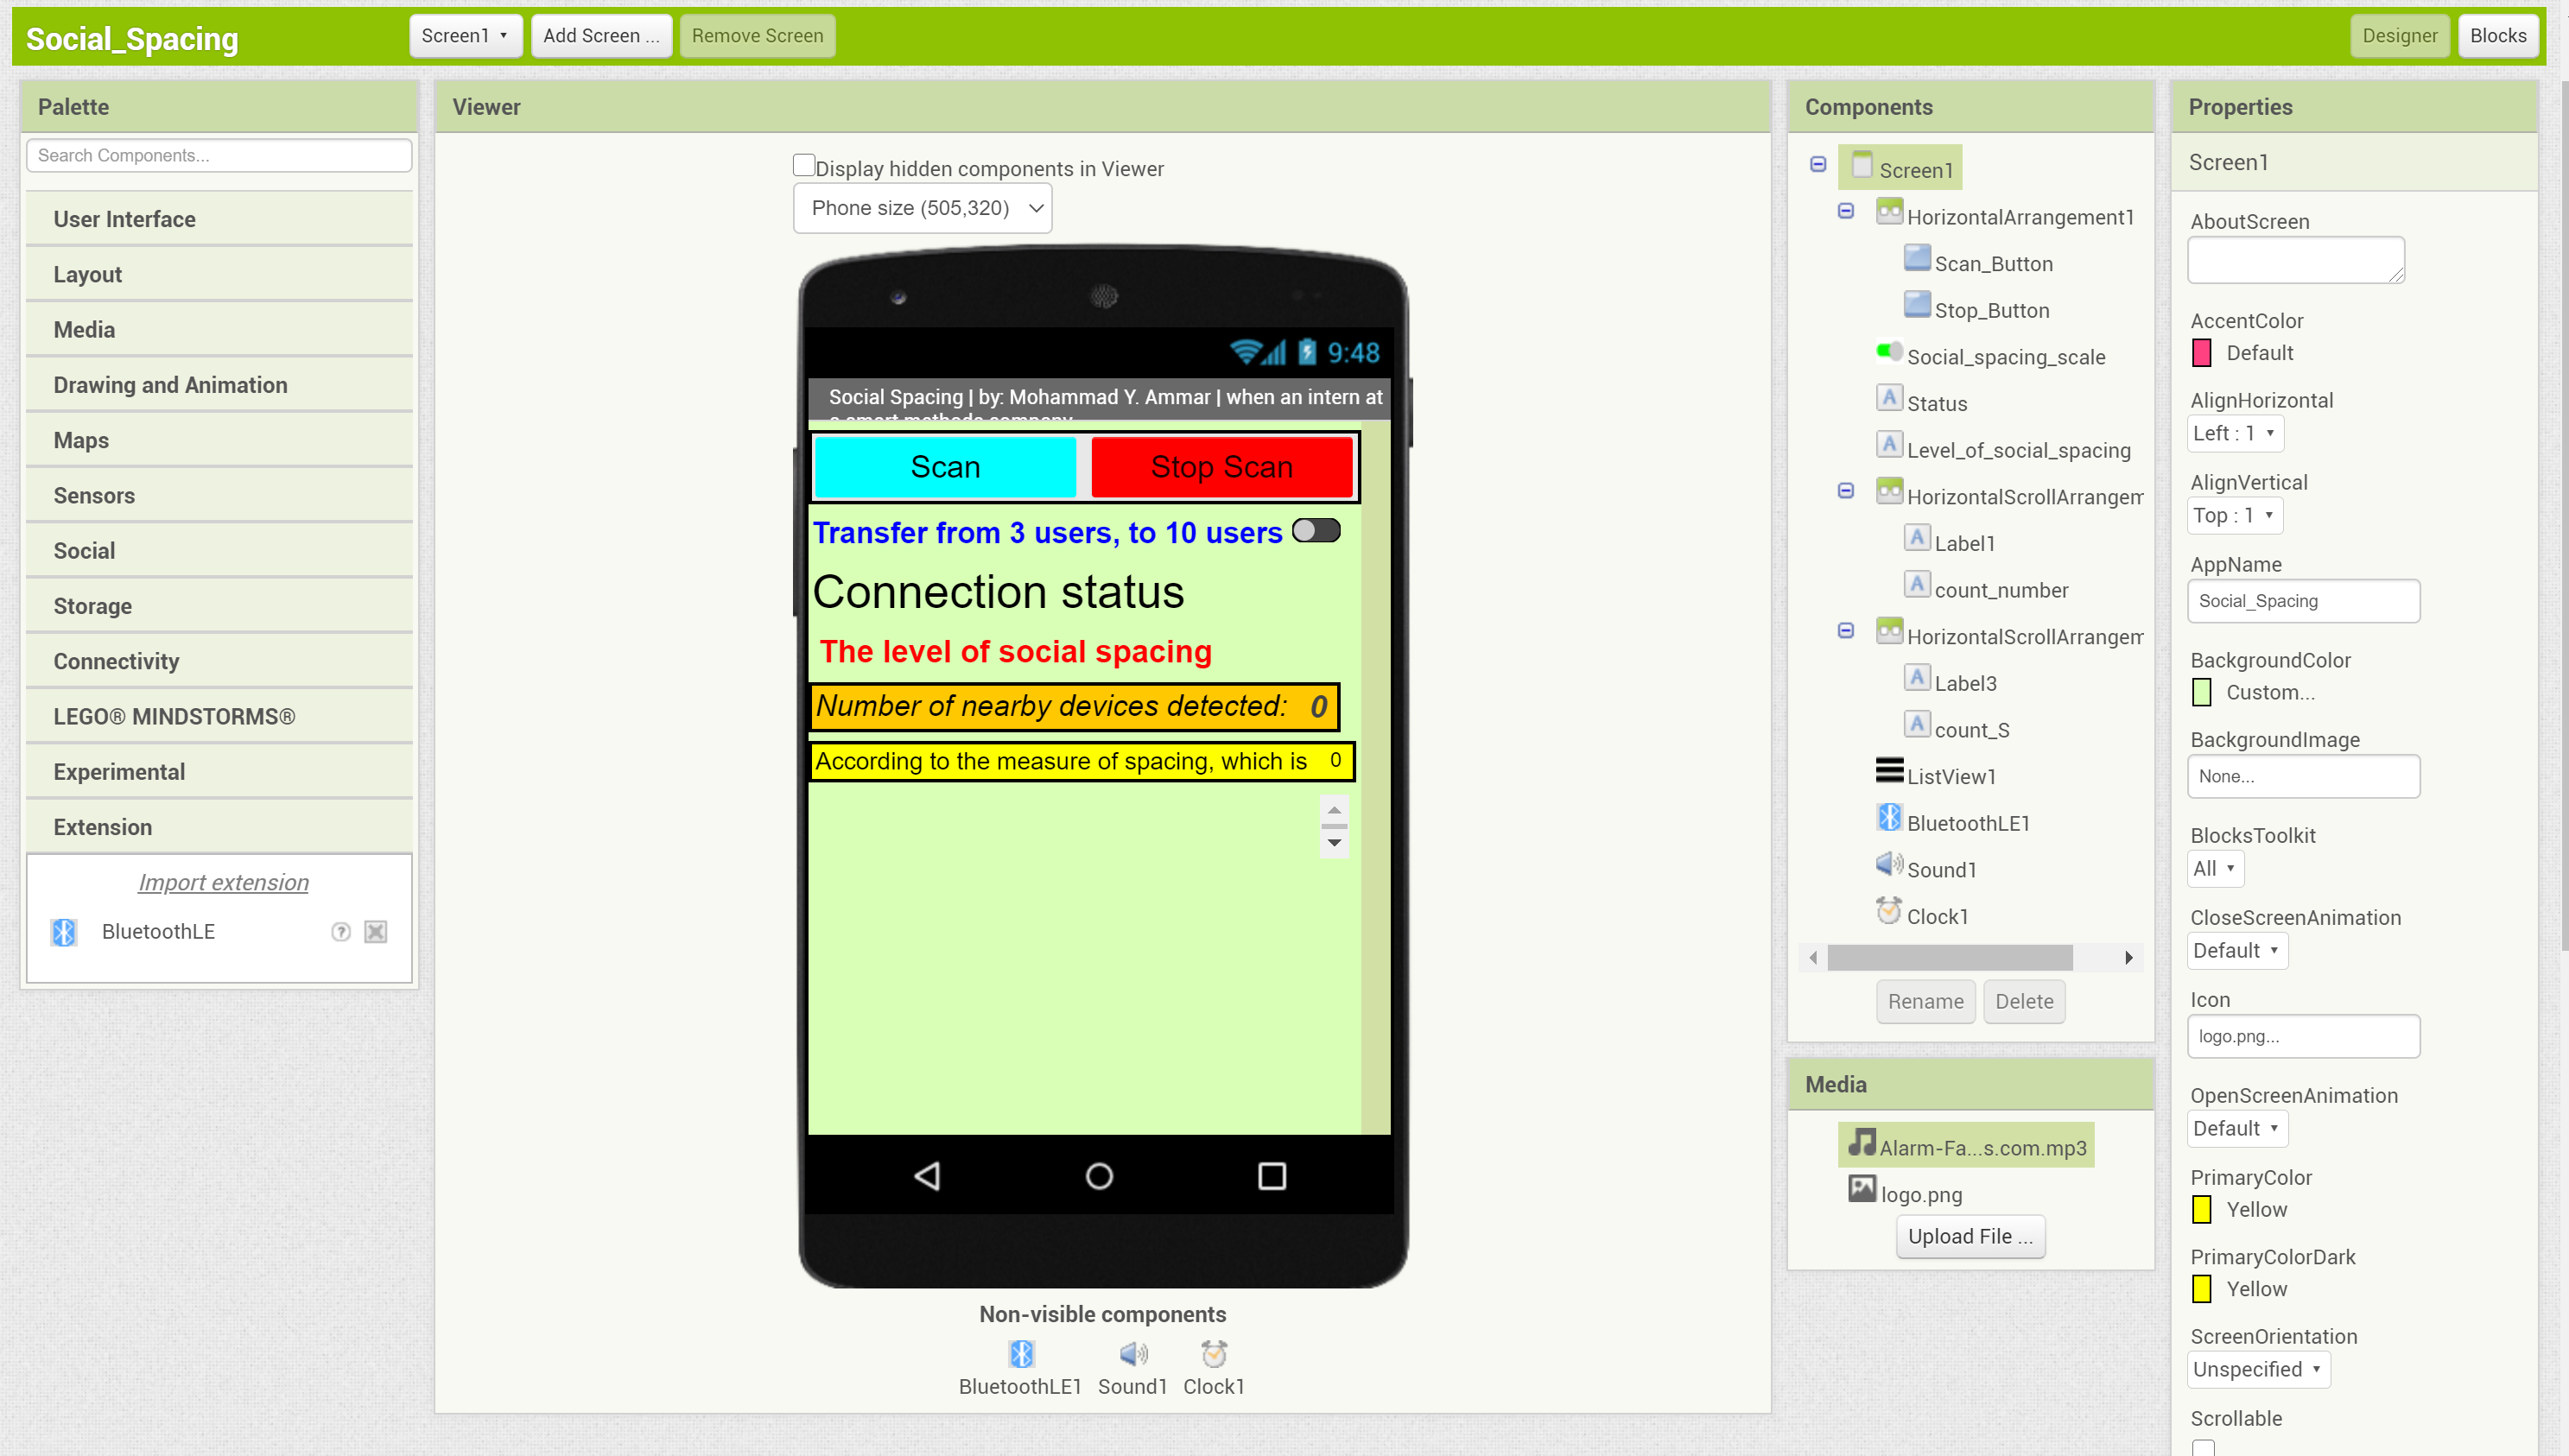 Social_Spacing
Screen1
Add Screen ...
Remove Screen
Designer
Blocks
Palette
Search Components...
User Interface
Layout
Media
Drawing and Animation
Maps
Sensors
Social
Storage
Connectivity
LEGO® MINDSTORMS®
Experimental
Extension
Import extension
BluetoothLE
Viewer
Display hidden components in Viewer
Phone size (505,320)
9:48
Social Spacing | by: Mohammad Y. Ammar | when an intern at
a smart methods company
Scan
Stop Scan
Transfer from 3 users, to 10 users
Connection status
The level of social spacing
Number of nearby devices detected: 0
According to the measure of spacing, which is 0
Non-visible components
BluetoothLE1
Sound1
Clock1
Components
Screen1
HorizontalArrangement1
Scan_Button
Stop_Button
Social_spacing_scale
Status
Level_of_social_spacing
HorizontalScrollArrangem
Label1
count_number
HorizontalScrollArrangem
Label3
count_S
ListView1
BluetoothLE1
Sound1
Clock1
Rename
Delete
Media
Alarm-Fa...s.com.mp3
logo.png
Upload File ...
Properties
Screen1
AboutScreen
AccentColor
Default
AlignHorizontal
Left : 1
AlignVertical
Top : 1
AppName
Social_Spacing
BackgroundColor
Custom...
BackgroundImage
None...
BlocksToolkit
All
CloseScreenAnimation
Default
Icon
logo.png...
OpenScreenAnimation
Default
PrimaryColor
Yellow
PrimaryColorDark
Yellow
ScreenOrientation
Unspecified
Scrollable